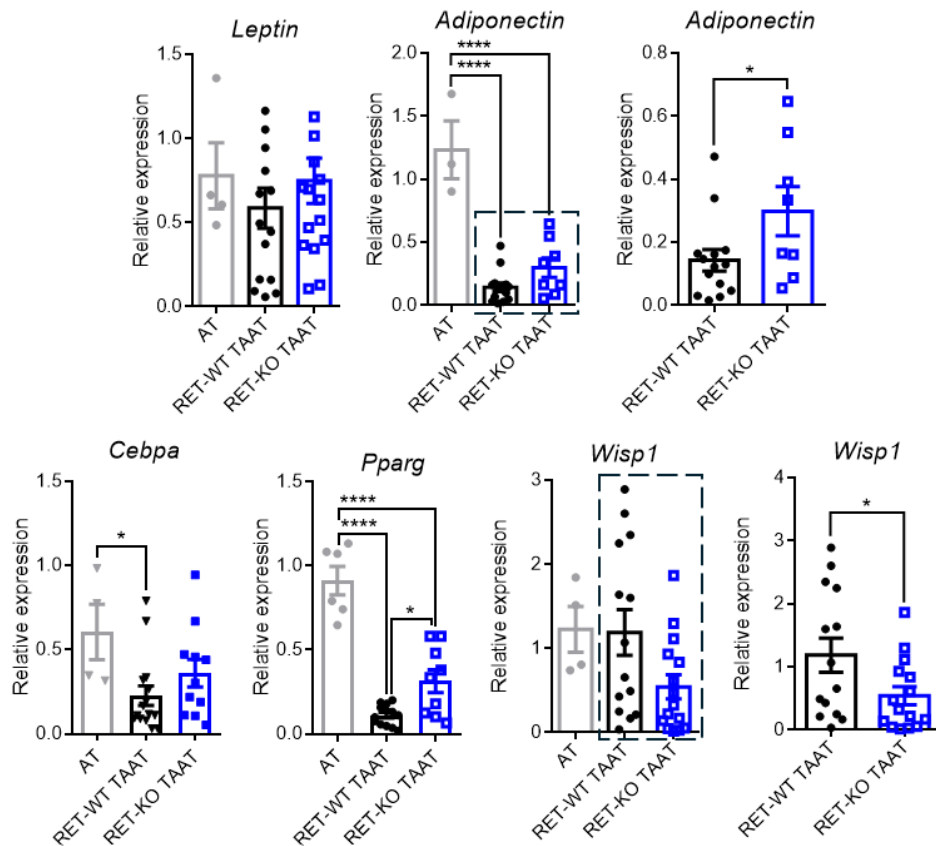 Leptin
Relative expression
1.5
1.0
0.5
0.0
AT
RET-WT TAAT
RET-KO TAAT
Adiponectin
Relative expression
2.0
1.5
1.0
0.5
0.0
****
****
AT
RET-WT TAAT
RET-KO TAAT
Adiponectin
Relative expression
0.8
0.6
0.4
0.2
0.0
*
RET-WT TAAT
RET-KO TAAT
Cebpa
Relative expression
1.5
1.0
0.5
0.0
*
AT
RET-WT TAAT
RET-KO TAAT
Pparg
Relative expression
1.5
1.0
0.5
0.0
****
****
*
AT
RET-WT TAAT
RET-KO TAAT
Wisp1
Relative expression
3
2
1
0
AT
RET-WT TAAT
RET-KO TAAT
Wisp1
Relative expression
4
3
2
1
0
*
RET-WT TAAT
RET-KO TAAT